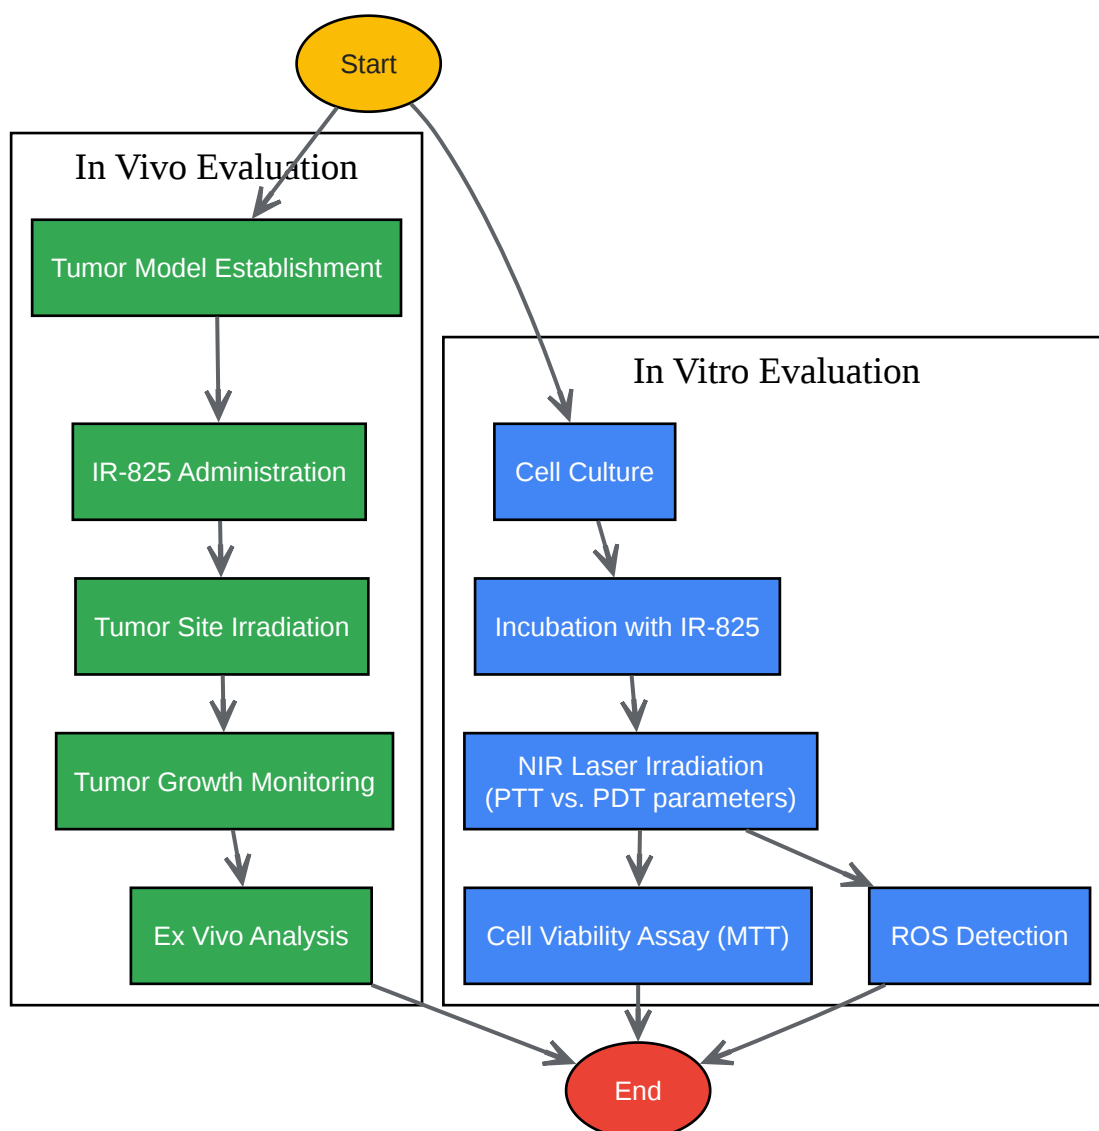 Start
In Vivo Evaluation
Tumor Model Establishment
IR-825 Administration
Tumor Site Irradiation
Tumor Growth Monitoring
Ex Vivo Analysis
In Vitro Evaluation
Cell Culture
Incubation with IR-825
NIR Laser Irradiation
(PTT vs. PDT parameters)
Cell Viability Assay (MTT)
ROS Detection
End